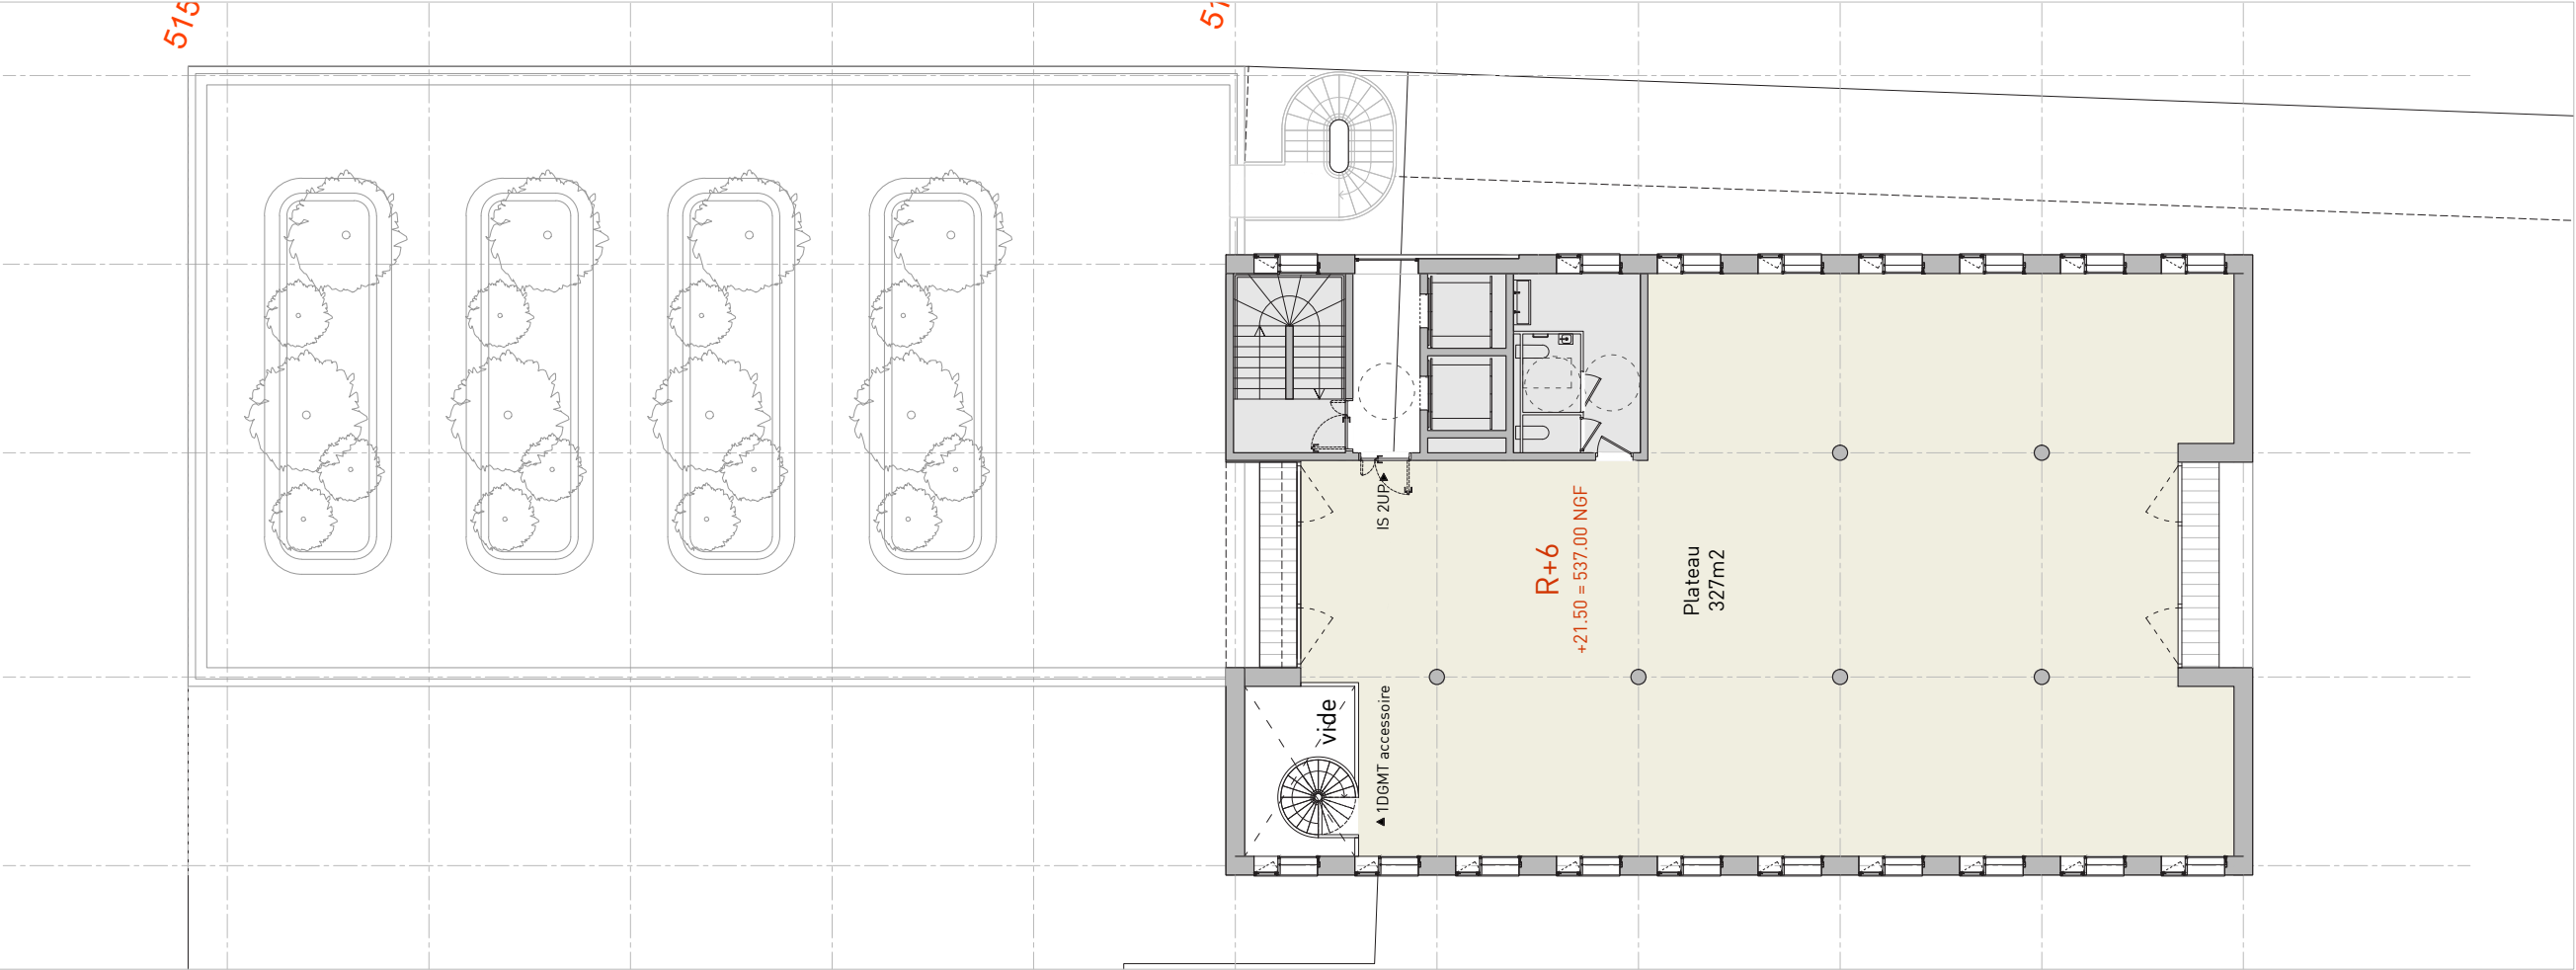 515
IS 2UP
R+6
+21.50 = 537.00 NGF
Plateau
327m2
vide
1DGMT accessoire